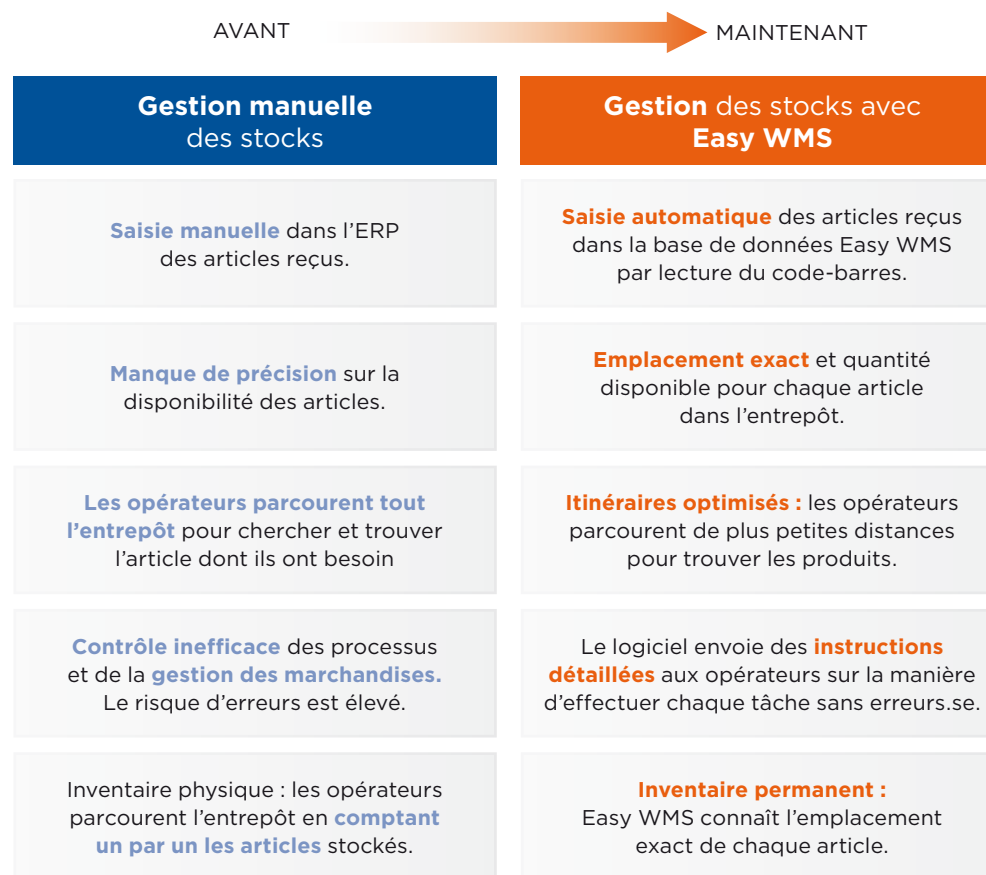 AVANT
MAINTENANT
Gestion manuelle
des stocks
Gestion des stocks avec
Easy WMS
Saisie manuelle dans l’ERP
des articles reçus.
Saisie automatique des articles reçus
dans la base de données Easy WMS
par lecture du code-barres.
Manque de précision sur la
disponibilité des articles.
Emplacement exact et quantité
disponible pour chaque article
dans l’entrepôt.
Les opérateurs parcourent tout
l’entrepôt pour chercher et trouver
l’article dont ils ont besoin
Itinéraires optimisés : les opérateurs
parcourent de plus petites distances
pour trouver les produits.
Contrôle inefficace des processus
et de la gestion des marchandises.
Le risque d’erreurs est élevé.
Le logiciel envoie des instructions
détaillées aux opérateurs sur la manière
d’effectuer chaque tâche sans erreurs.se.
Inventaire physique : les opérateurs
parcourent l’entrepôt en comptant
un par un les articles stockés.
Inventaire permanent :
Easy WMS connaît l’emplacement
exact de chaque article.